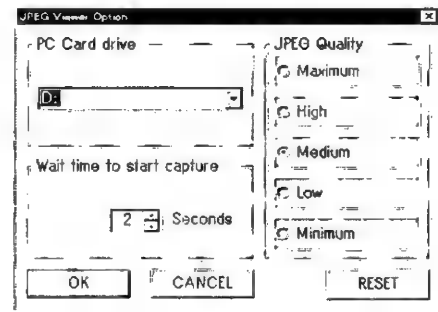 JPEG Viewer Option
PC Card drive
D:
Wait time to start capture
2 Seconds
JPEG Quality
Maximum
High
Medium
Low
Minimum
OK
CANCEL
RESET